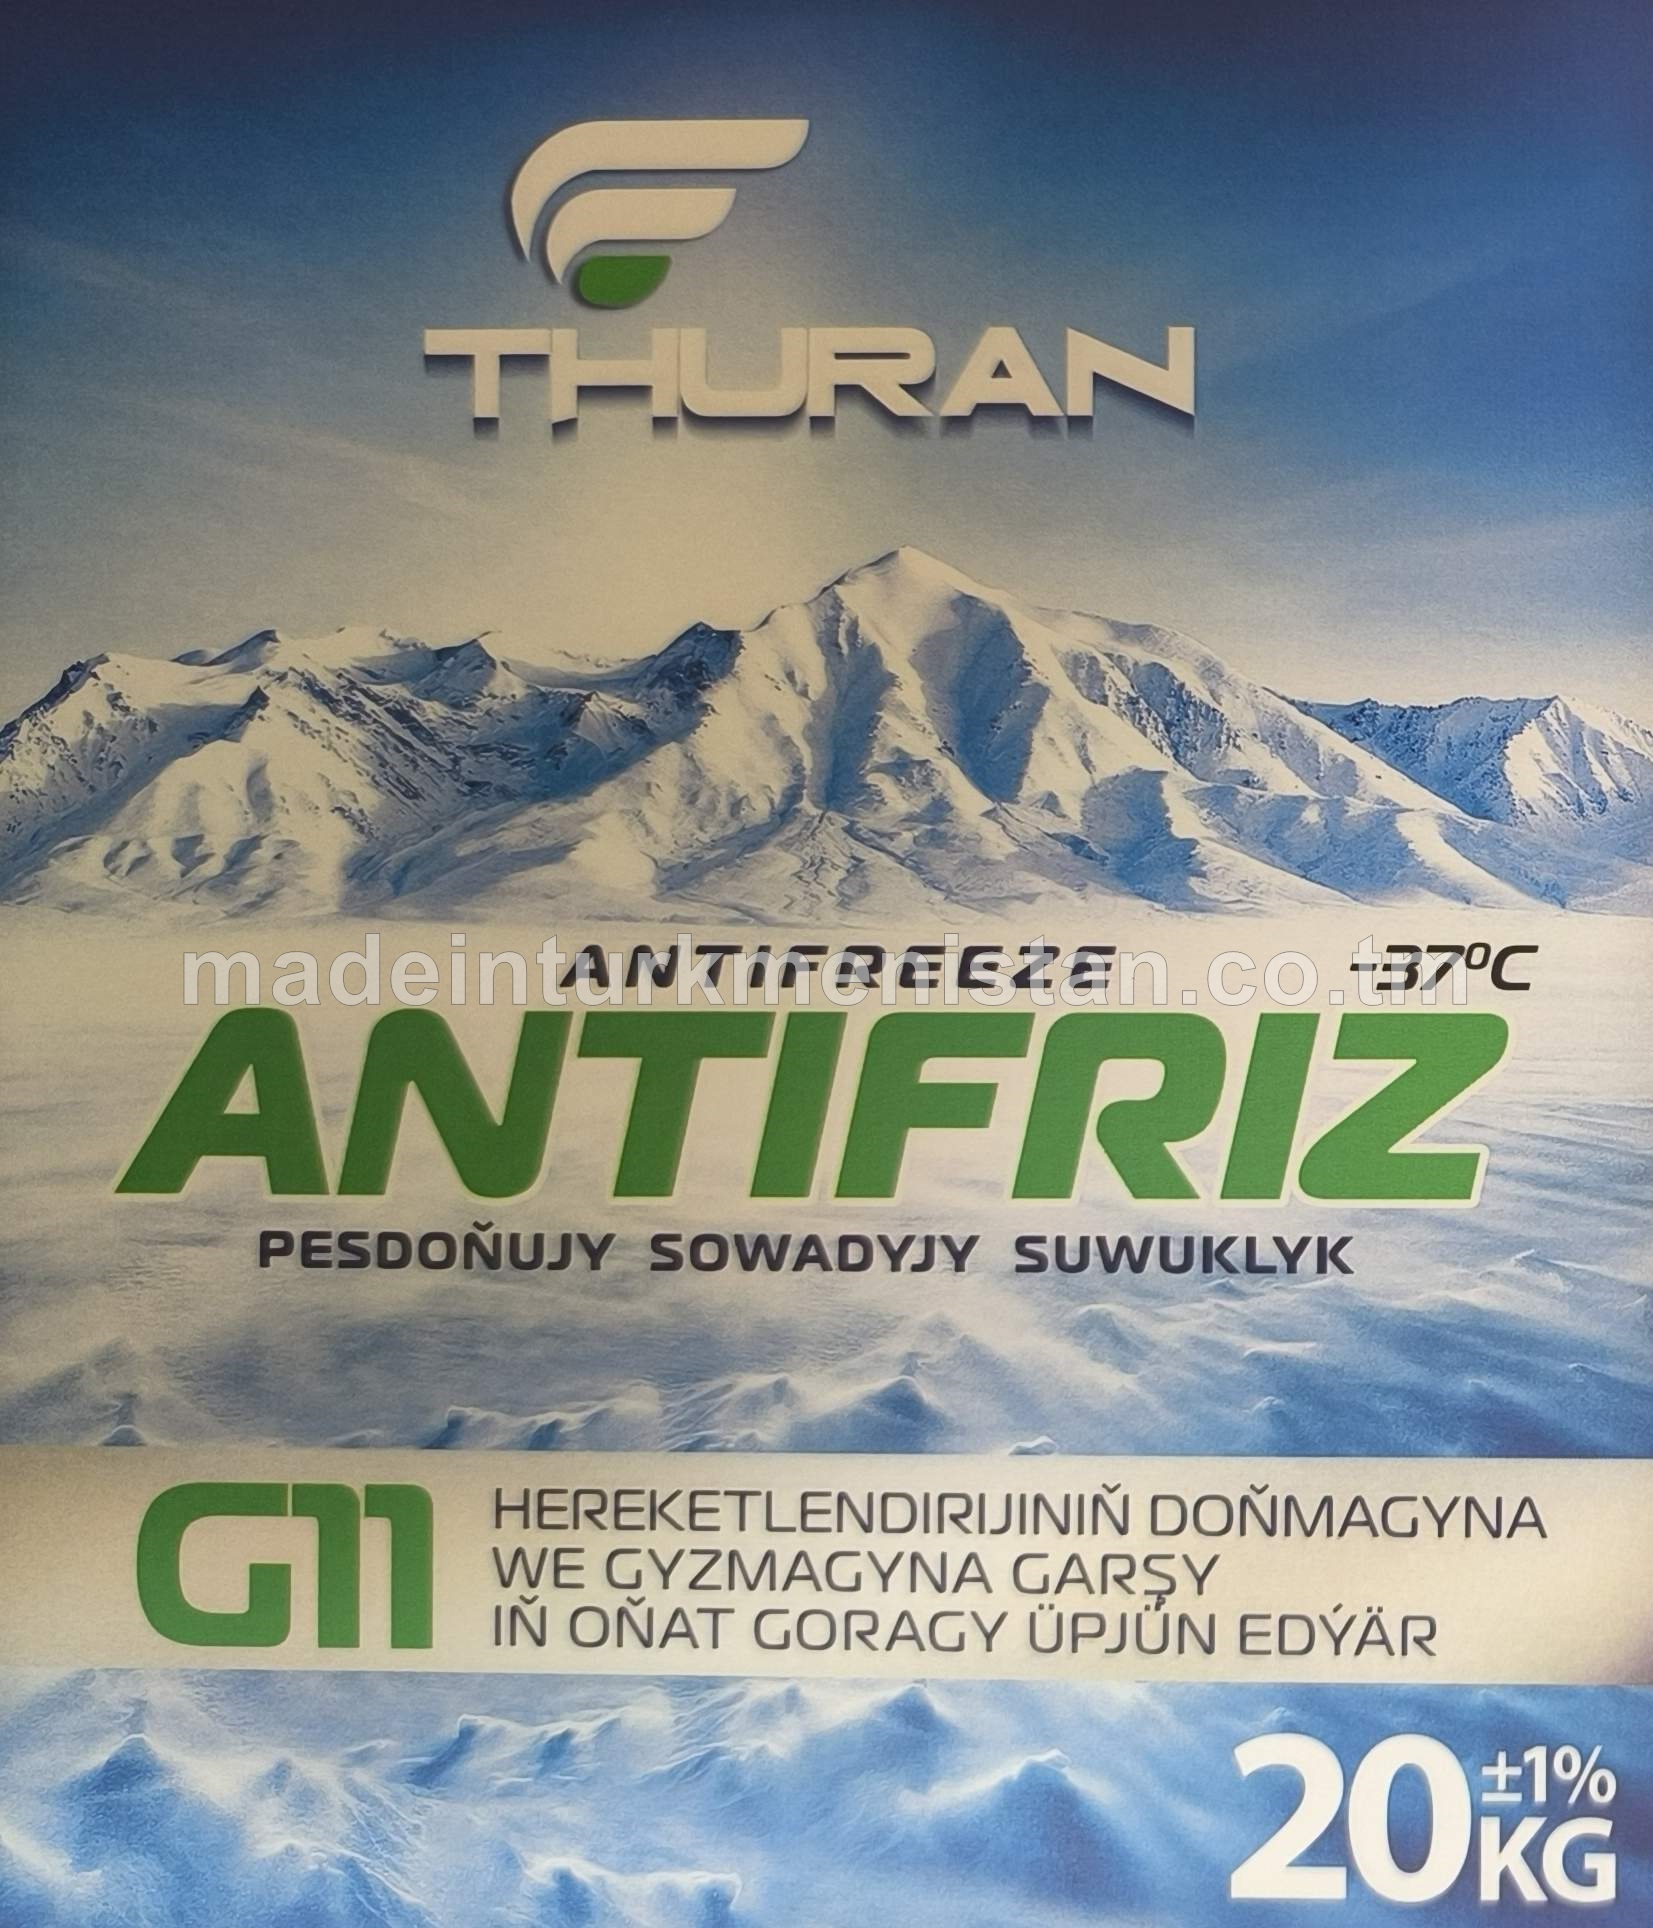 THURAN
ANTIFREEZE -37ºC
madeinturkmenistan.co.tm
ANTIFRIZ
PESDOŇUJY SOWADYJY SUWUKLYK
G11
HEREKETLENDIRIJINIŇ DOŇMAGYNA
WE GYZMAGYNA GARŞY
IŇ OŇAT GORAGY ÜPJÜN EDÝÄR
20 ±1%
KG